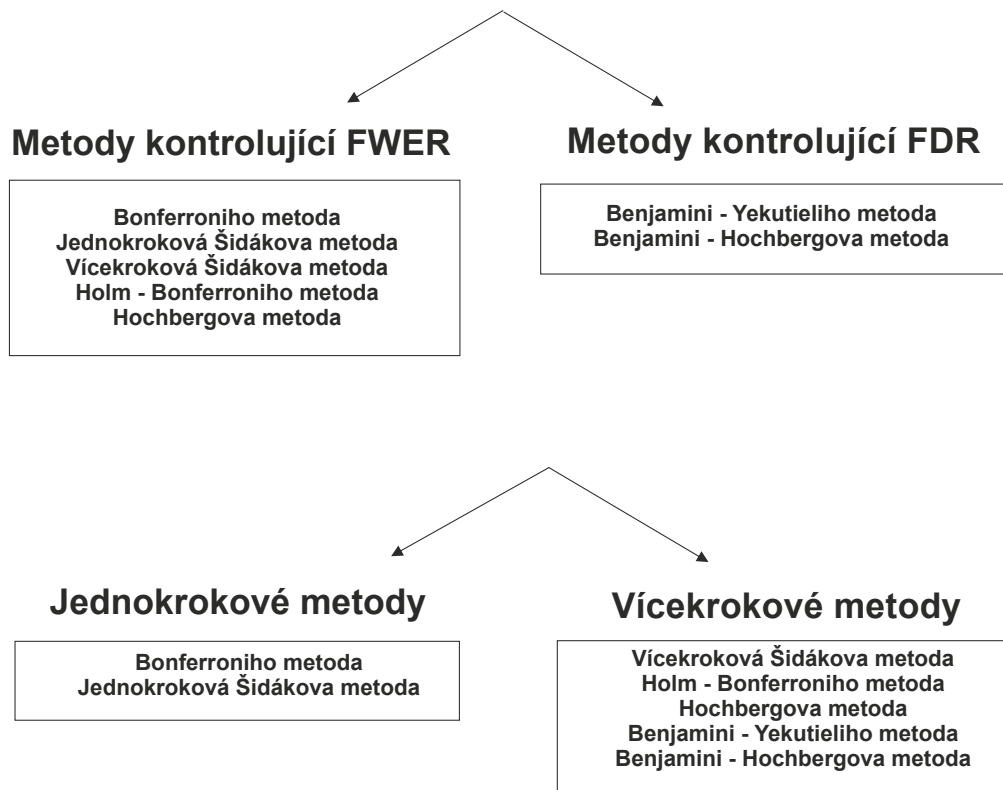 Metody kontrolující FWER
Bonferroniho metoda
Jednokroková Šidákova metoda
Vícekroková Šidákova metoda
Holm - Bonferroniho metoda
Hochbergova metoda
Metody kontrolující FDR
Benjamini - Yekutieliho metoda
Benjamini - Hochbergova metoda
Jednokrokové metody
Bonferroniho metoda
Jednokroková Šidákova metoda
Vícekrokové metody
Vícekroková Šidákova metoda
Holm - Bonferroniho metoda
Hochbergova metoda
Benjamini - Yekutieliho metoda
Benjamini - Hochbergova metoda